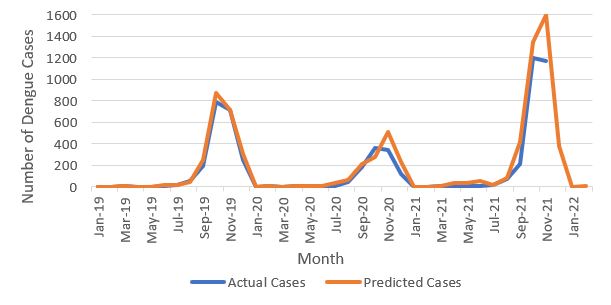 Number of Dengue Cases
1600
1400
1200
1000
800
600
400
200
0
Jan-19
Mar-19
May-19
Jul-19
Sep-19
Nov-19
Jan-20
Mar-20
May-20
Jul-20
Sep-20
Nov-20
Jan-21
Mar-21
May-21
Jul-21
Sep-21
Nov-21
Jan-22
Month
Actual Cases
Predicted Cases